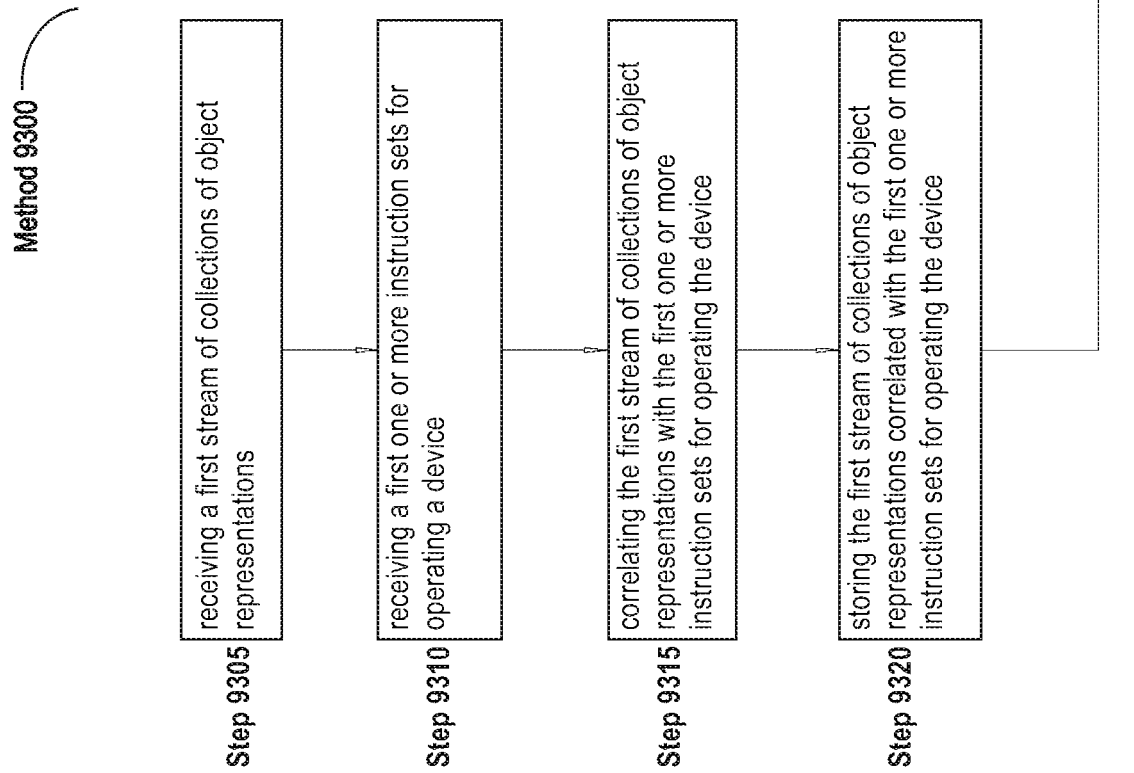 Method 9300
Step 9305
receiving a first stream of collections of object
representations
Step 9310
receiving a first one or more instruction sets for
operating a device
Step 9315
correlating the first stream of collections of object
representations with the first one or more
instruction sets for operating the device
Step 9320
storing the first stream of collections of object
representations correlated with the first one or more
instruction sets for operating the device